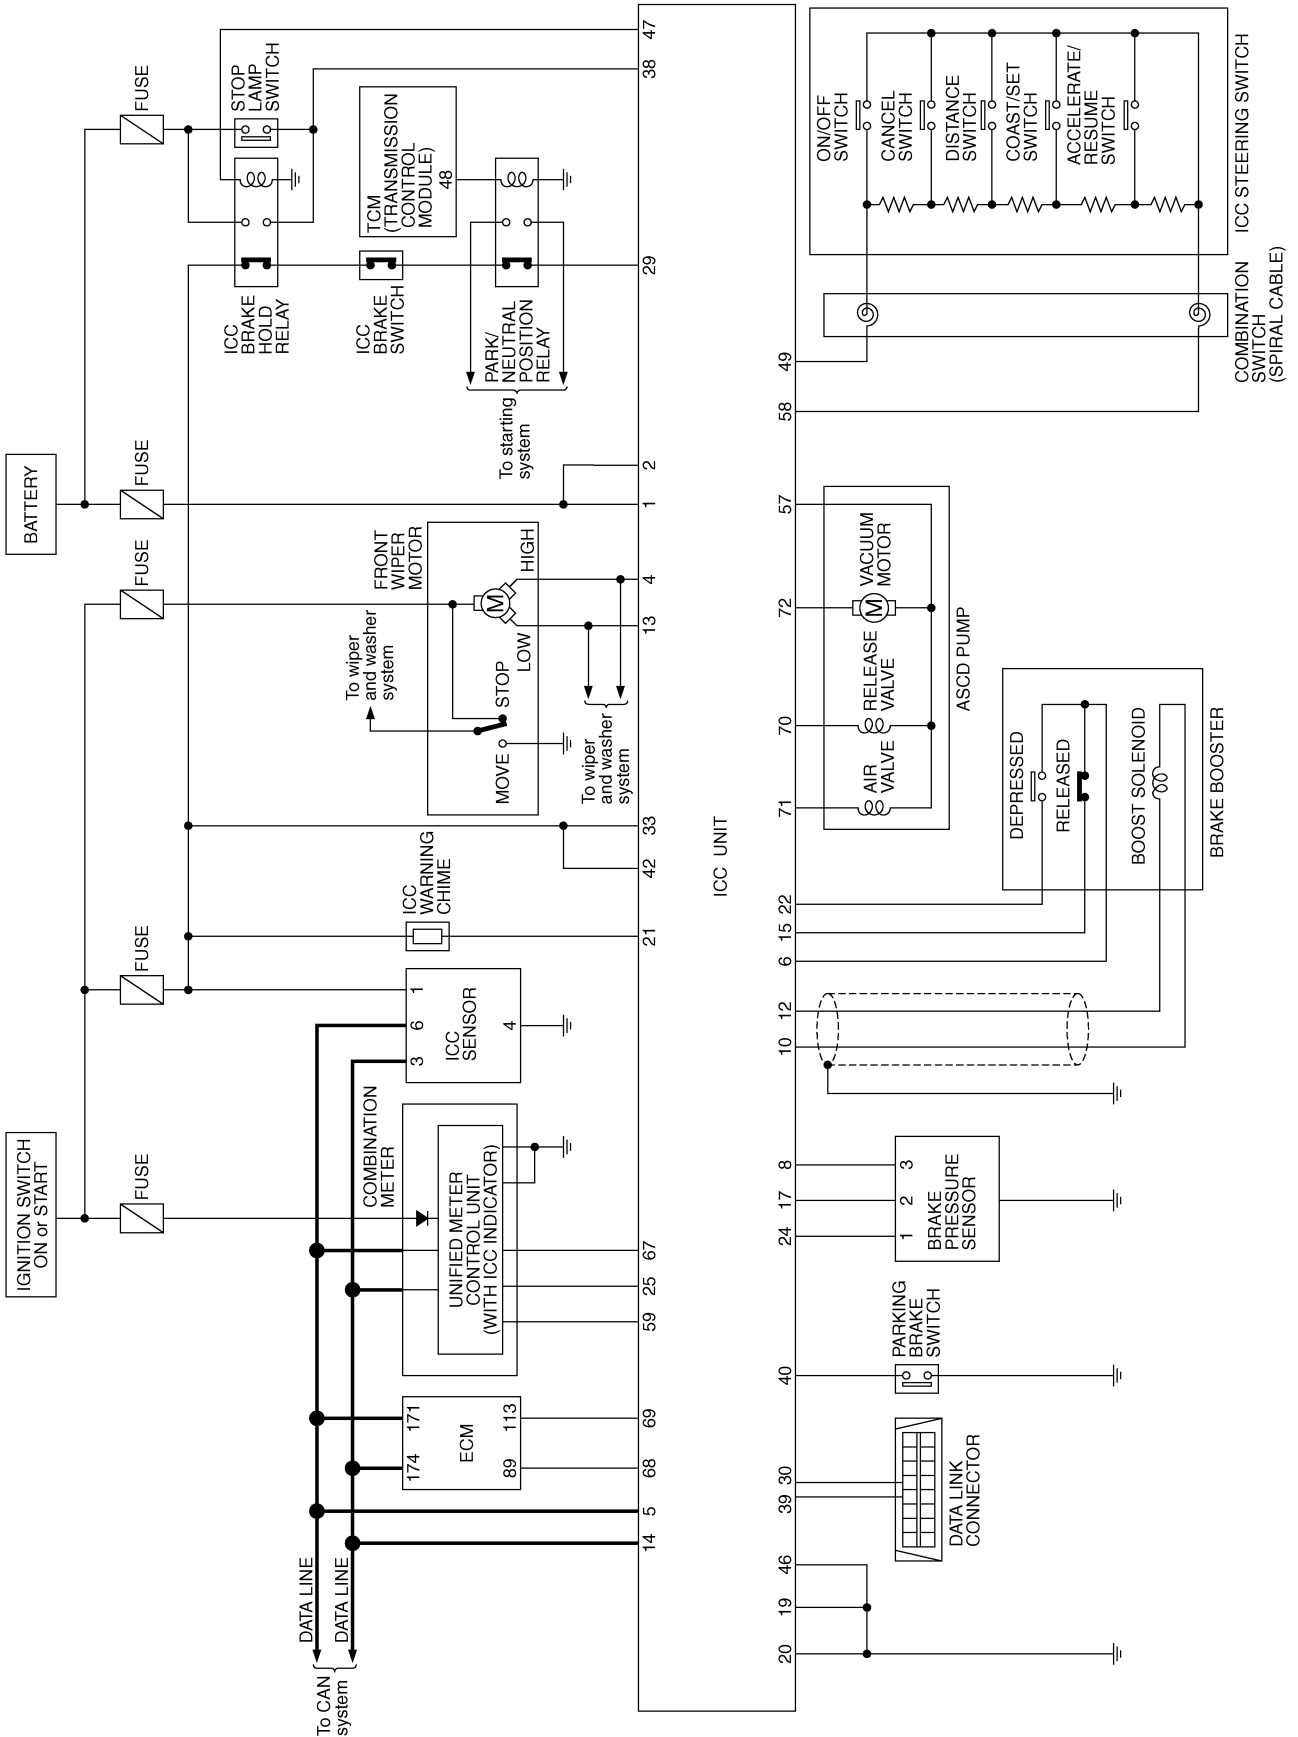 IGNITION SWITCH
ON or START
BATTERY
FUSE
FUSE
FUSE
FUSE
FUSE
STOP
LAMP
SWITCH
ICC
BRAKE
HOLD
RELAY
ICC
BRAKE
SWITCH
TCM
(TRANSMISSION
CONTROL
MODULE)
48
PARK/
NEUTRAL
POSITION
RELAY
To starting
system
FRONT
WIPER
MOTOR
M
HIGH
LOW
STOP
MOVE
To wiper
and washer
system
To wiper
and washer
system
ICC
WARNING
CHIME
ICC
SENSOR
3
6
1
4
COMBINATION
METER
UNIFIED METER
CONTROL UNIT
(WITH ICC INDICATOR)
ECM
174
171
89
113
DATA LINE
DATA LINE
To CAN
system
14
5
68
69
59
25
67
21
42
33
13
4
1
2
29
38
47
ICC UNIT
20
19
46
39
30
40
24
17
8
10
12
6
15
22
71
70
72
57
58
49
DATA LINK
CONNECTOR
PARKING
BRAKE
SWITCH
1
2
3
BRAKE
PRESSURE
SENSOR
DEPRESSED
RELEASED
BOOST SOLENOID
BRAKE BOOSTER
AIR
VALVE
RELEASE
VALVE
VACUUM
MOTOR
M
ASCD PUMP
COMBINATION
SWITCH
(SPIRAL CABLE)
ON/OFF
SWITCH
CANCEL
SWITCH
DISTANCE
SWITCH
COAST/SET
SWITCH
ACCELERATE/
RESUME
SWITCH
ICC STEERING SWITCH